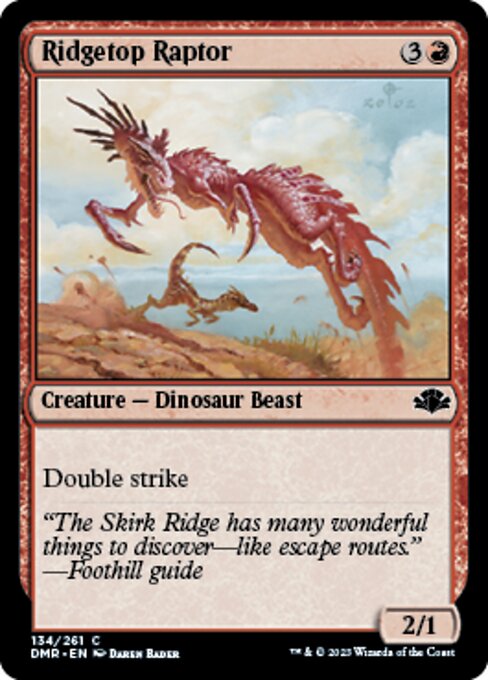 Ridgetop Raptor 3
2002
Creature — Dinosaur Beast
Double strike
“The Skirk Ridge has many wonderful
things to discover—like escape routes.”
—Foothill guide
2/1
134/261 C
DMR • EN Daren Bader
™ & © 2023 Wizards of the Coast